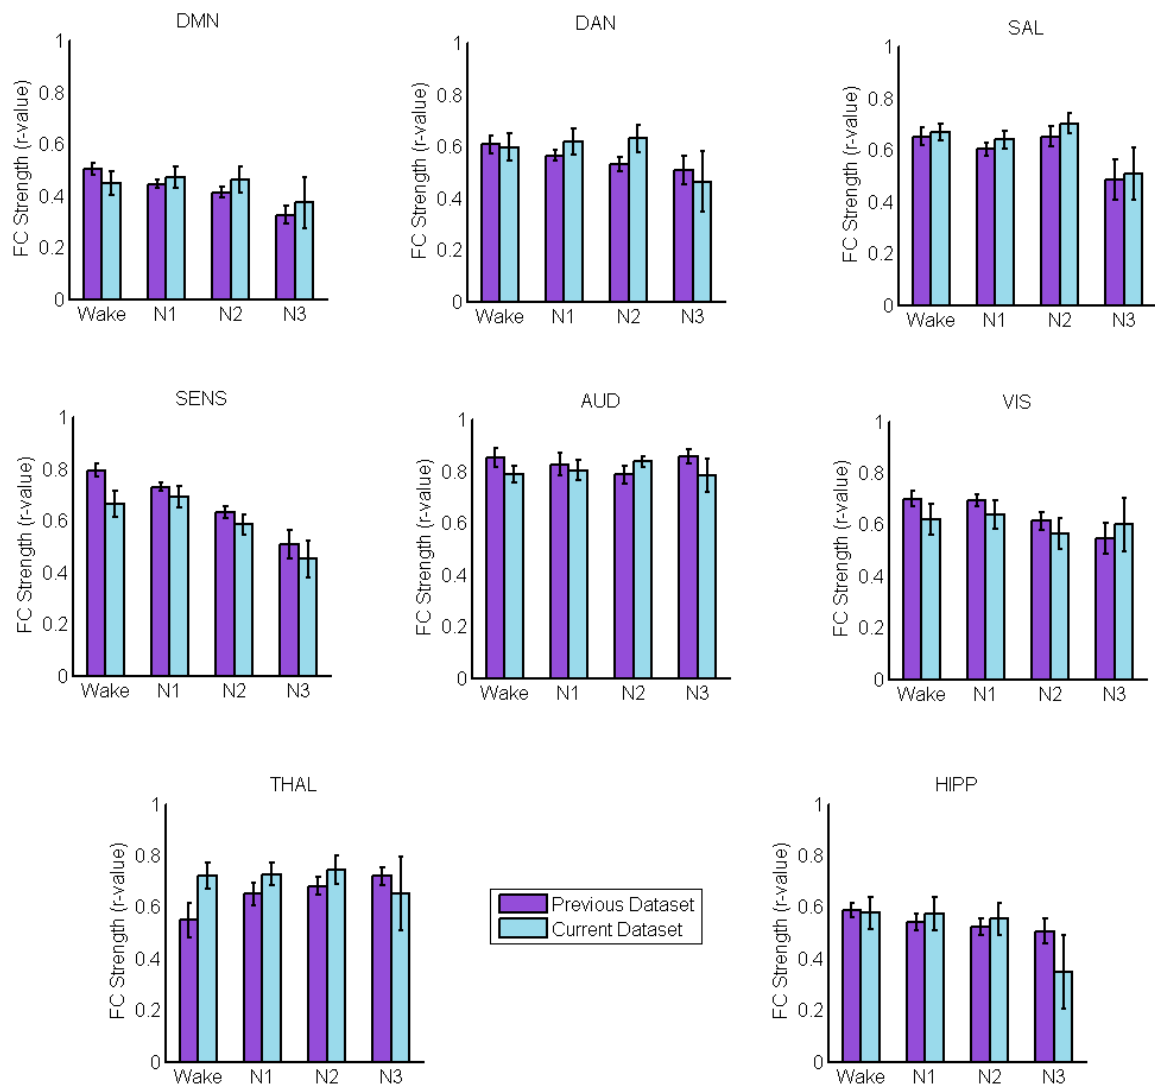 DMN
FC Strength (r-value)
1
0.8
0.6
0.4
0.2
0
Wake N1 N2 N3
DAN
FC Strength (r-value)
1
0.8
0.6
0.4
0.2
0
Wake N1 N2 N3
SAL
FC Strength (r-value)
1
0.8
0.6
0.4
0.2
0
Wake N1 N2 N3
SENS
FC Strength (r-value)
1
0.8
0.6
0.4
0.2
0
Wake N1 N2 N3
AUD
FC Strength (r-value)
1
0.8
0.6
0.4
0.2
0
Wake N1 N2 N3
VIS
FC Strength (r-value)
1
0.8
0.6
0.4
0.2
0
Wake N1 N2 N3
THAL
FC Strength (r-value)
1
0.8
0.6
0.4
0.2
0
Wake N1 N2 N3
Previous Dataset
Current Dataset
HIPP
FC Strength (r-value)
1
0.8
0.6
0.4
0.2
0
Wake N1 N2 N3